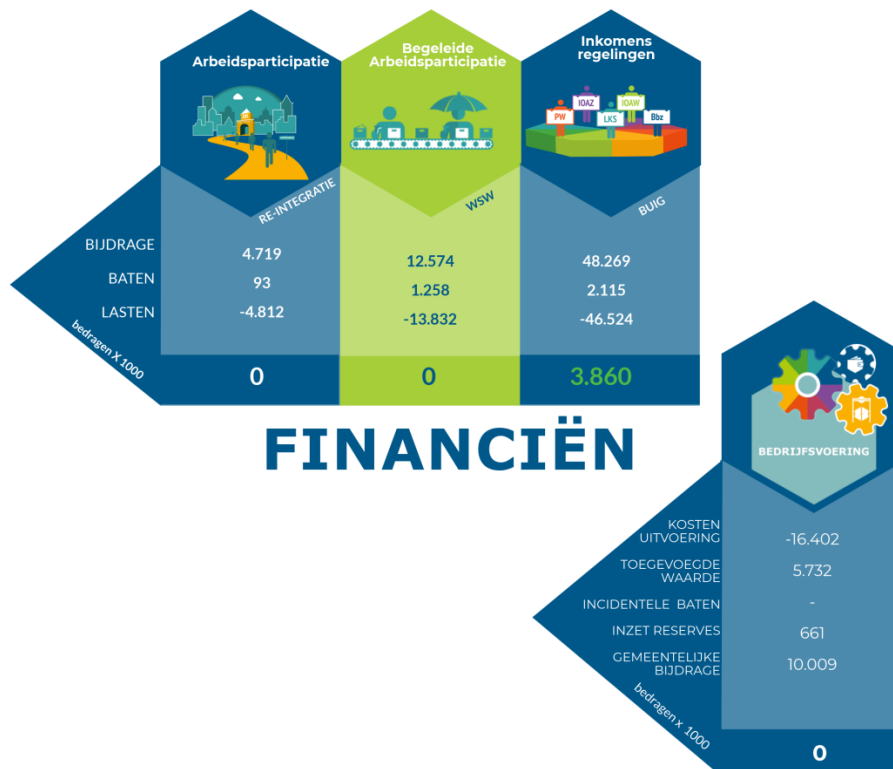 Arbeidsparticipatie
Begeleide
Arbeidsparticipatie
Inkomens
regelingen
PW
IOAZ
LKS
IOAW
Bbz
RE-INTEGRATIE
WSW
BUIG
BIJDRAGE
4.719
12.574
48.269
BATEN
93
1.258
2.115
LASTEN
-4.812
-13.832
-46.524
bedragen X 1000
0
0
3.860
FINANCIËN
BEDRIJFSVOERING
KOSTEN
UITVOERING
-16.402
TOEGEVOEGDE
WAARDE
5.732
INCIDENTELE BATEN
-
INZET RESERVES
661
GEMEENTELIJKE
BIJDRAGE
10.009
bedragen x 1000
0